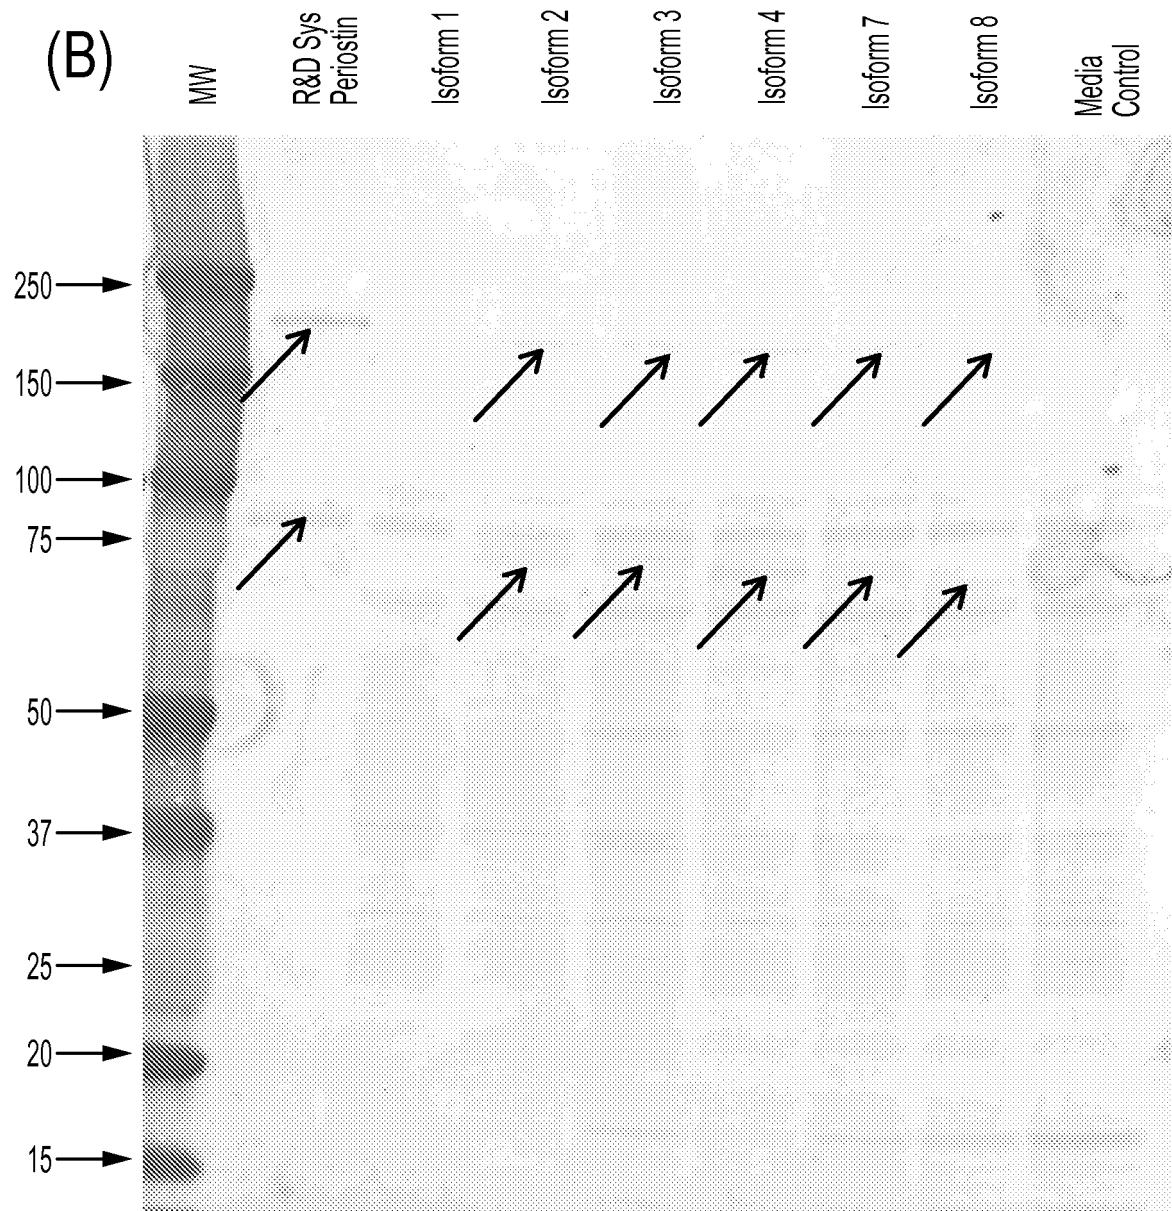 (B)
MW
R&D Sys
Periostin
Isoform 1
Isoform 2
Isoform 3
Isoform 4
Isoform 7
Isoform 8
Media
Control
250
150
100
75
50
37
25
20
15